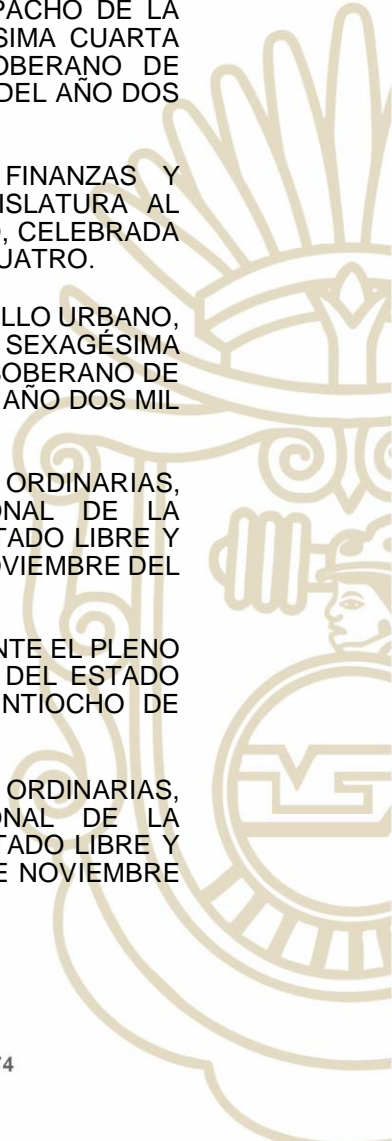 PACHO DE LA
SIMA CUARTA
OBERANO DE
DEL AÑO DOS
FINANZAS Y
ISLATURA AL
O, CELEBRADA
UATRO.
LLO URBANO,
SEXAGÉSIMA
SOBERANO DE
AÑO DOS MIL
ORDINARIAS,
ONAL DE LA
TADO LIBRE Y
OVIEMBRE DEL
NTE EL PLENO
DEL ESTADO
NTIOCHO DE
ORDINARIAS,
ONAL DE LA
TADO LIBRE Y
E NOVIEMBRE
74